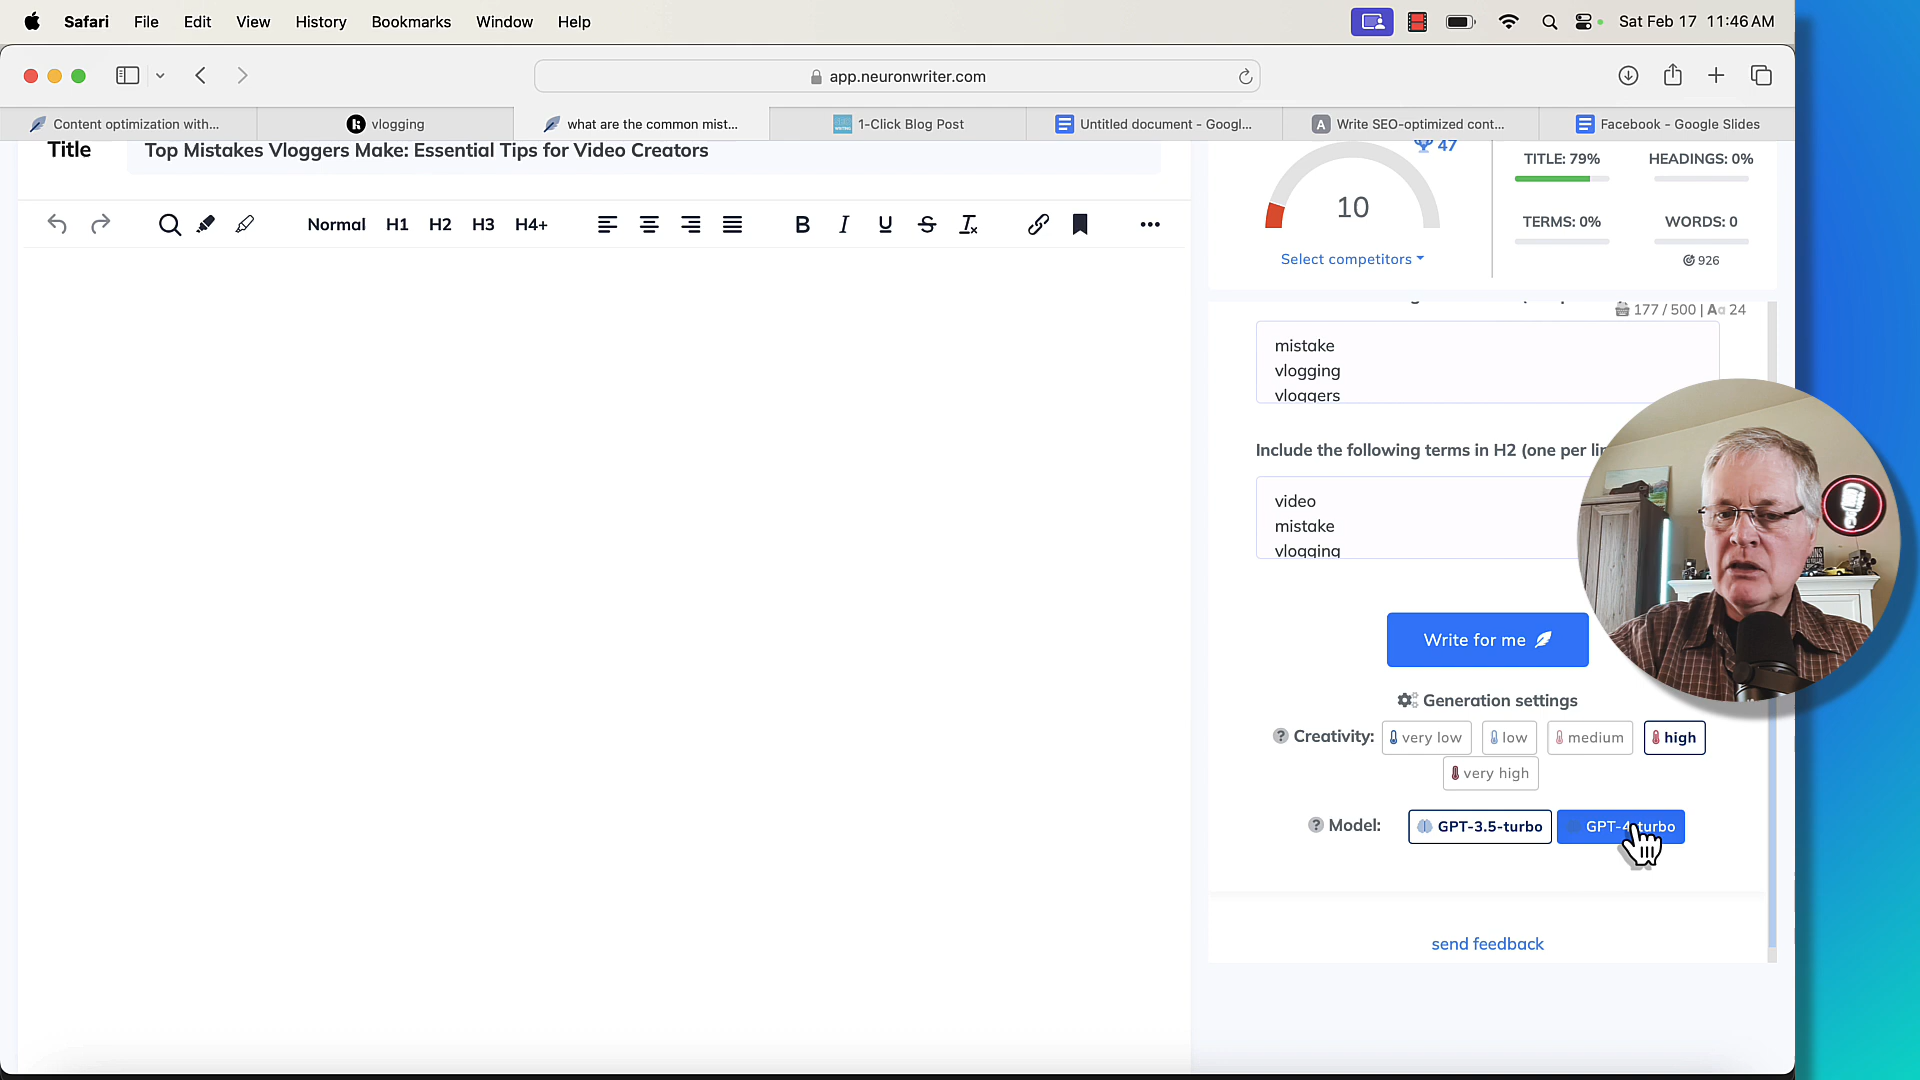 Safari File Edit View History Bookmarks Window Help Sat Feb 17 11:46 AM
app.neuronwriter.com
Content optimization with...
vlogging
what are the common mist...
1-Click Blog Post
Untitled document - Googl...
A Write SEO-optimized cont...
Facebook - Google Slides
Title Top Mistakes Vloggers Make: Essential Tips for Video Creators
Normal H1 H2 H3 H4+ B I U S Tx
47
10
Select competitors
TITLE: 79% HEADINGS: 0%
TERMS: 0% WORDS: 0
926
177 / 500 | Aa 24
mistake
vlogging
vloggers
Include the following terms in H2 (one per
video
mistake
vlogging
Write for me
Generation settings
Creativity: very low low medium high
very high
Model: GPT-3.5-turbo GPT-4-turbo
send feedback